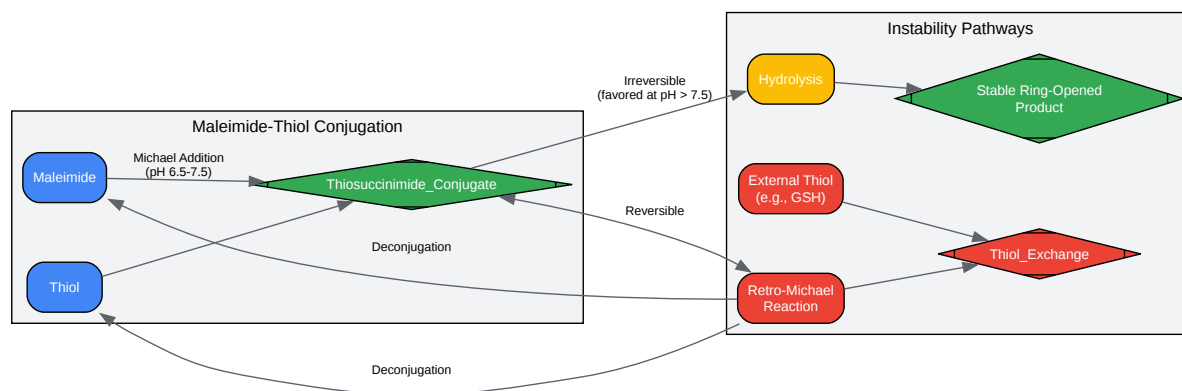 Instability Pathways
Maleimide-Thiol Conjugation
Hydrolysis
Stable Ring-Opened
Product
Irreversible
(favored at pH > 7.5)
Michael Addition
(pH 6.5-7.5)
Maleimide
Thiosuccinimide_Conjugate
External Thiol
(e.g., GSH)
Reversible
Deconjugation
Thiol_Exchange
Thiol
Retro-Michael
Reaction
Deconjugation